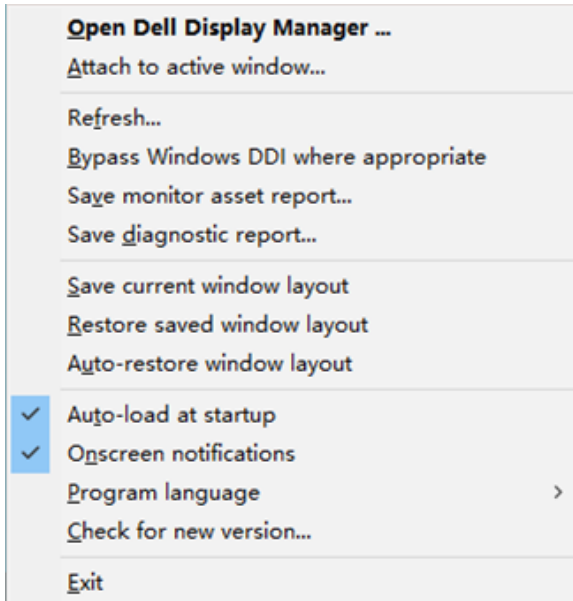 Open Dell Display Manager ...
Attach to active window...
Refresh...
Bypass Windows DDI where appropriate
Save monitor asset report...
Save diagnostic report...
Save current window layout
Restore saved window layout
Auto-restore window layout
Auto-load at startup
Onscreen notifications
Program language
Check for new version...
Exit